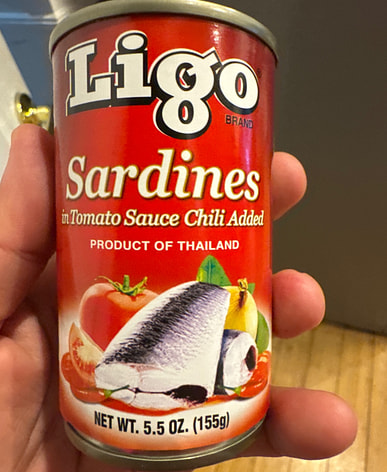 Ligo
BRAND
Sardines
in Tomato Sauce Chili Added
PRODUCT OF THAILAND
NET WT. 5.5 OZ. (155g)